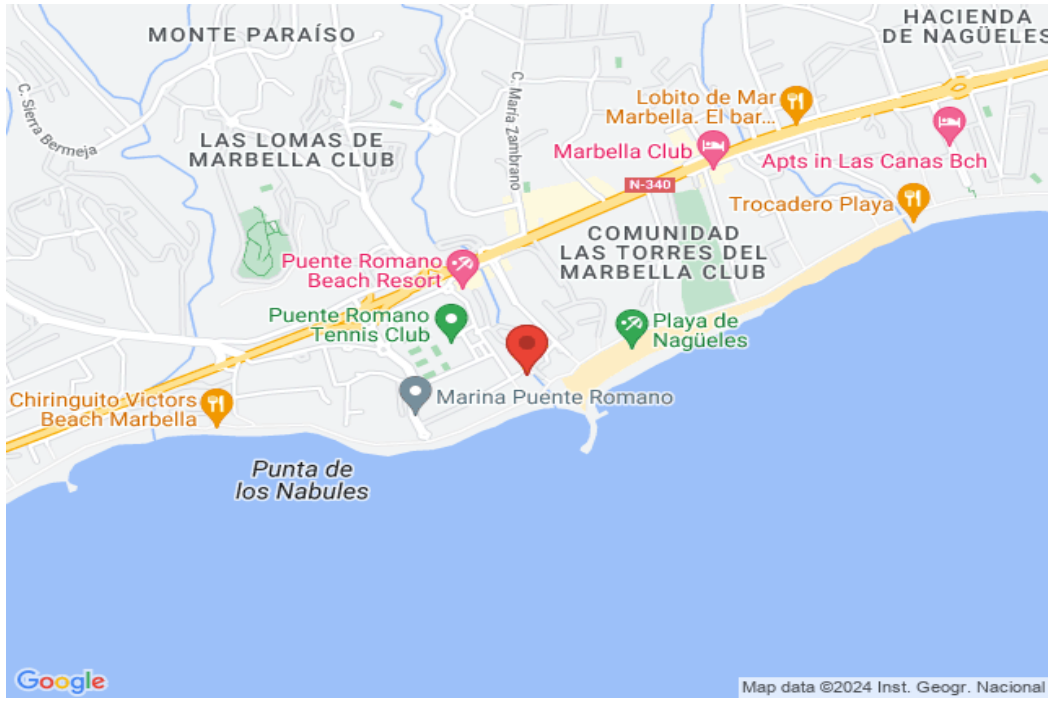 HACIENDA
DE NAGÜELES
MONTE PARAÍSO
C. Sierra Bermeja
C. María Zambrano
Lobito de Mar
Marbella. El bar...
LAS LOMAS DE
MARBELLA CLUB
Marbella Club
Apts in Las Canas Bch
N-340
Trocadero Playa
COMUNIDAD
LAS TORRES DEL
MARBELLA CLUB
Puente Romano
Beach Resort
Puente Romano
Tennis Club
Playa de
Nagüeles
Marina Puente Romano
Chiringuito Victors
Beach Marbella
Punta de
los Nabules
Google
Map data ©2024 Inst. Geogr. Nacional